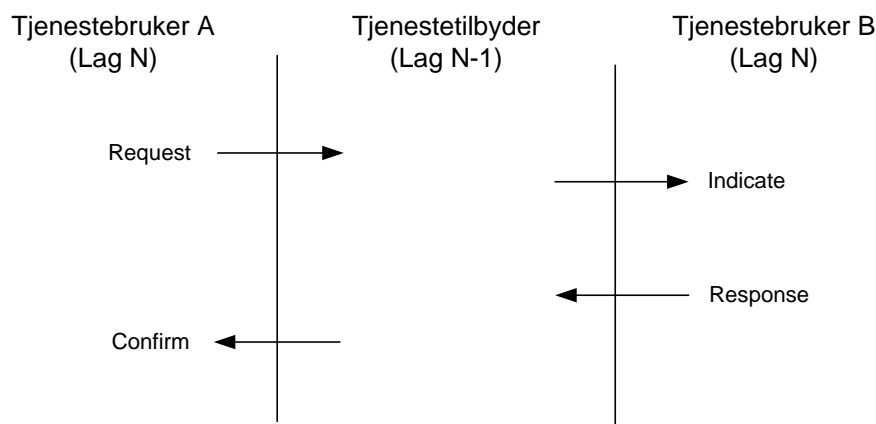 Tjenestebruker A
(Lag N)
Tjenestetilbyder
(Lag N-1)
Tjenestebruker B
(Lag N)
Request
Indicate
Response
Confirm